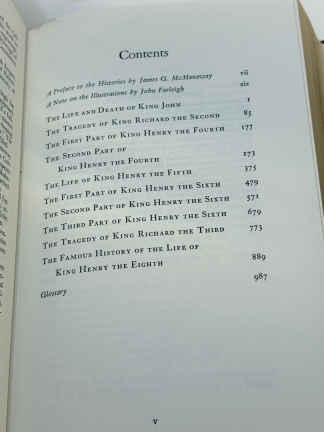 Contents
A Preface to the Histories by James G. McManaway vii
A Note on the Illustrations by John Farleigh xix
The Life and Death of King John 1
The Tragedy of King Richard the Second 83
The First Part of King Henry the Fourth 177
The Second Part of
King Henry the Fourth 273
The Life of King Henry the Fifth 375
The First Part of King Henry the Sixth 479
The Second Part of King Henry the Sixth 571
The Third Part of King Henry the Sixth 679
The Tragedy of King Richard the Third 773
The Famous History of the Life of
King Henry the Eighth 889
Glossary 987
v